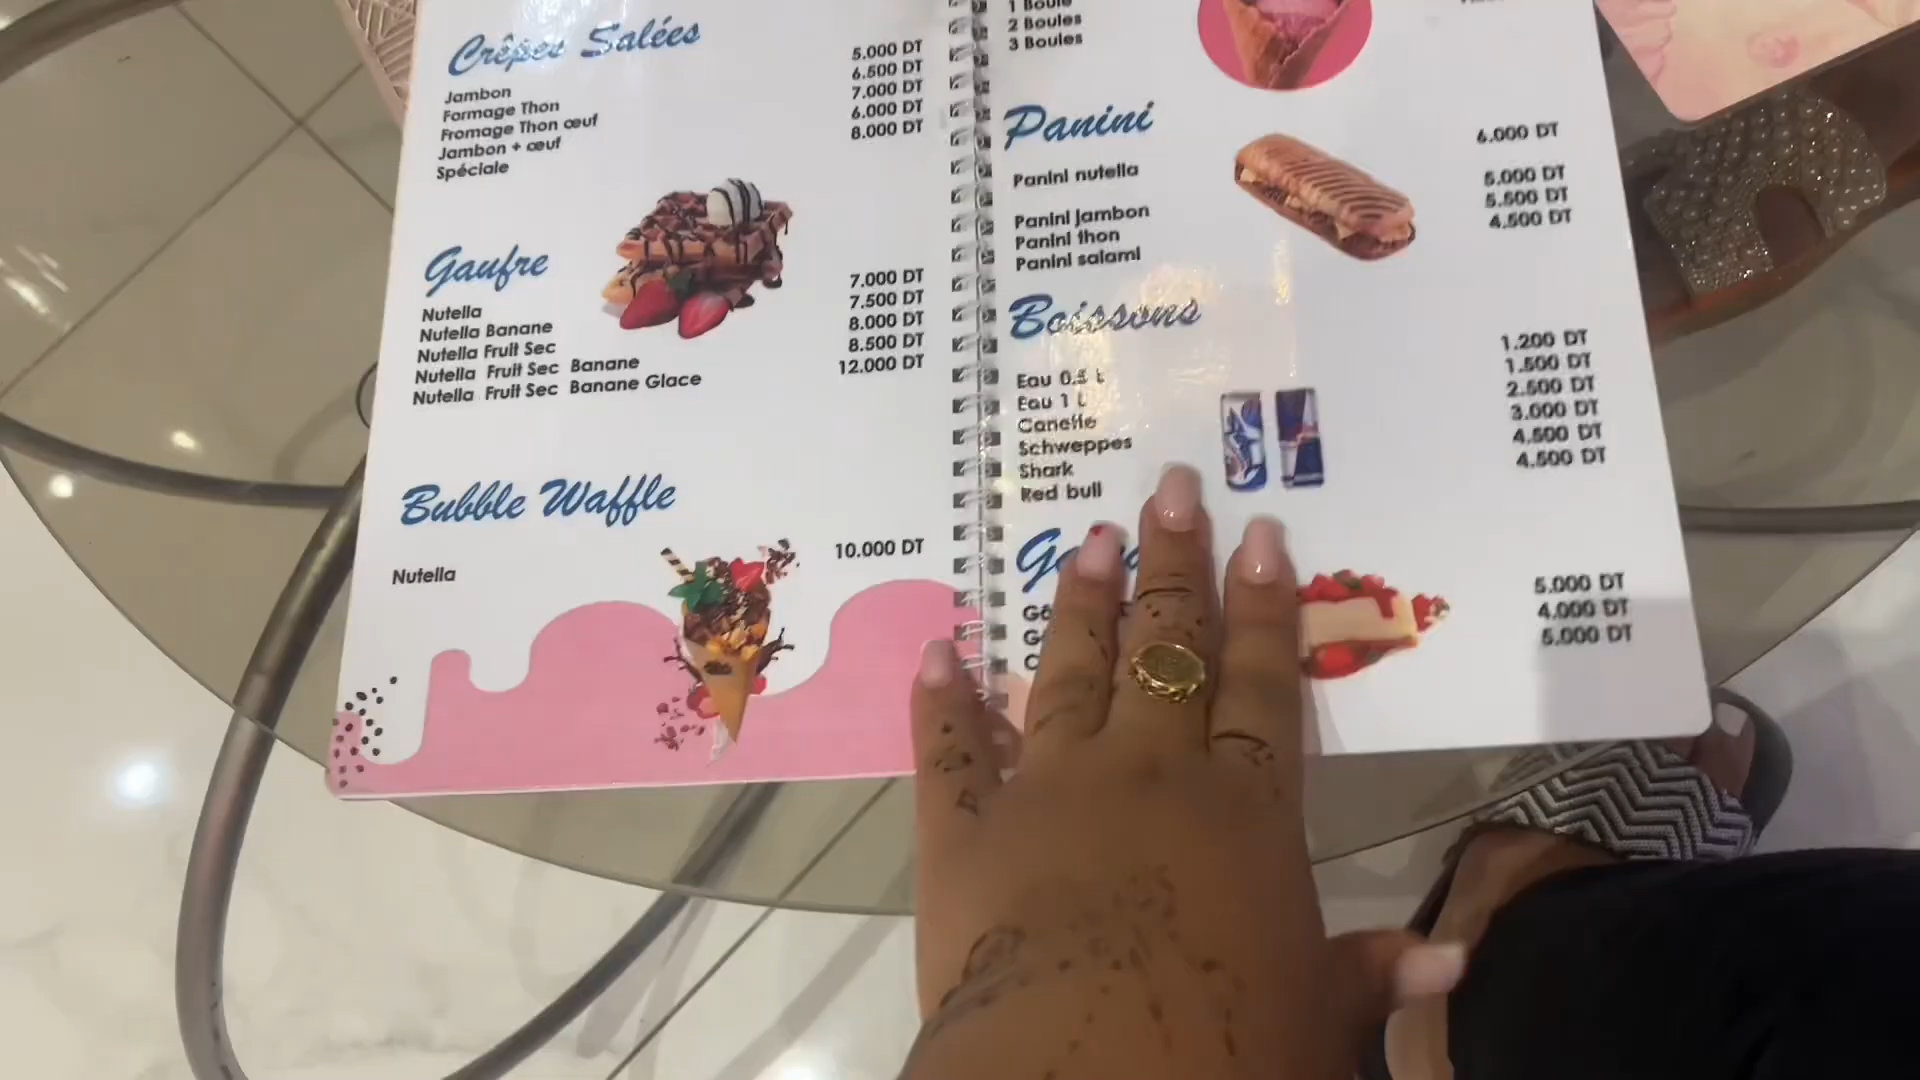 Crêpes Salées
Jambon 5.000 DT
Formage Thon 6.500 DT
Fromage Thon œuf 7.000 DT
Jambon + œuf 6.000 DT
Spéciale 8.000 DT
Gaufre
Nutella 7.000 DT
Nutella Banane 7.500 DT
Nutella Fruit Sec 8.000 DT
Nutella Fruit Sec Banane 8.500 DT
Nutella Fruit Sec Banane Glace 12.000 DT
Bubble Waffle
Nutella 10.000 DT
1 Boule
2 Boules
3 Boules
Panini
Panini nutella 6.000 DT
Panini jambon 5.000 DT
Panini thon 5.500 DT
Panini salami 4.500 DT
Boissons
Eau 0.5 L 1.200 DT
Eau 1 L 1.500 DT
Canette 2.500 DT
Schweppes 3.000 DT
Shark 4.500 DT
Red bull 4.500 DT
5.000 DT
4.000 DT
5.000 DT